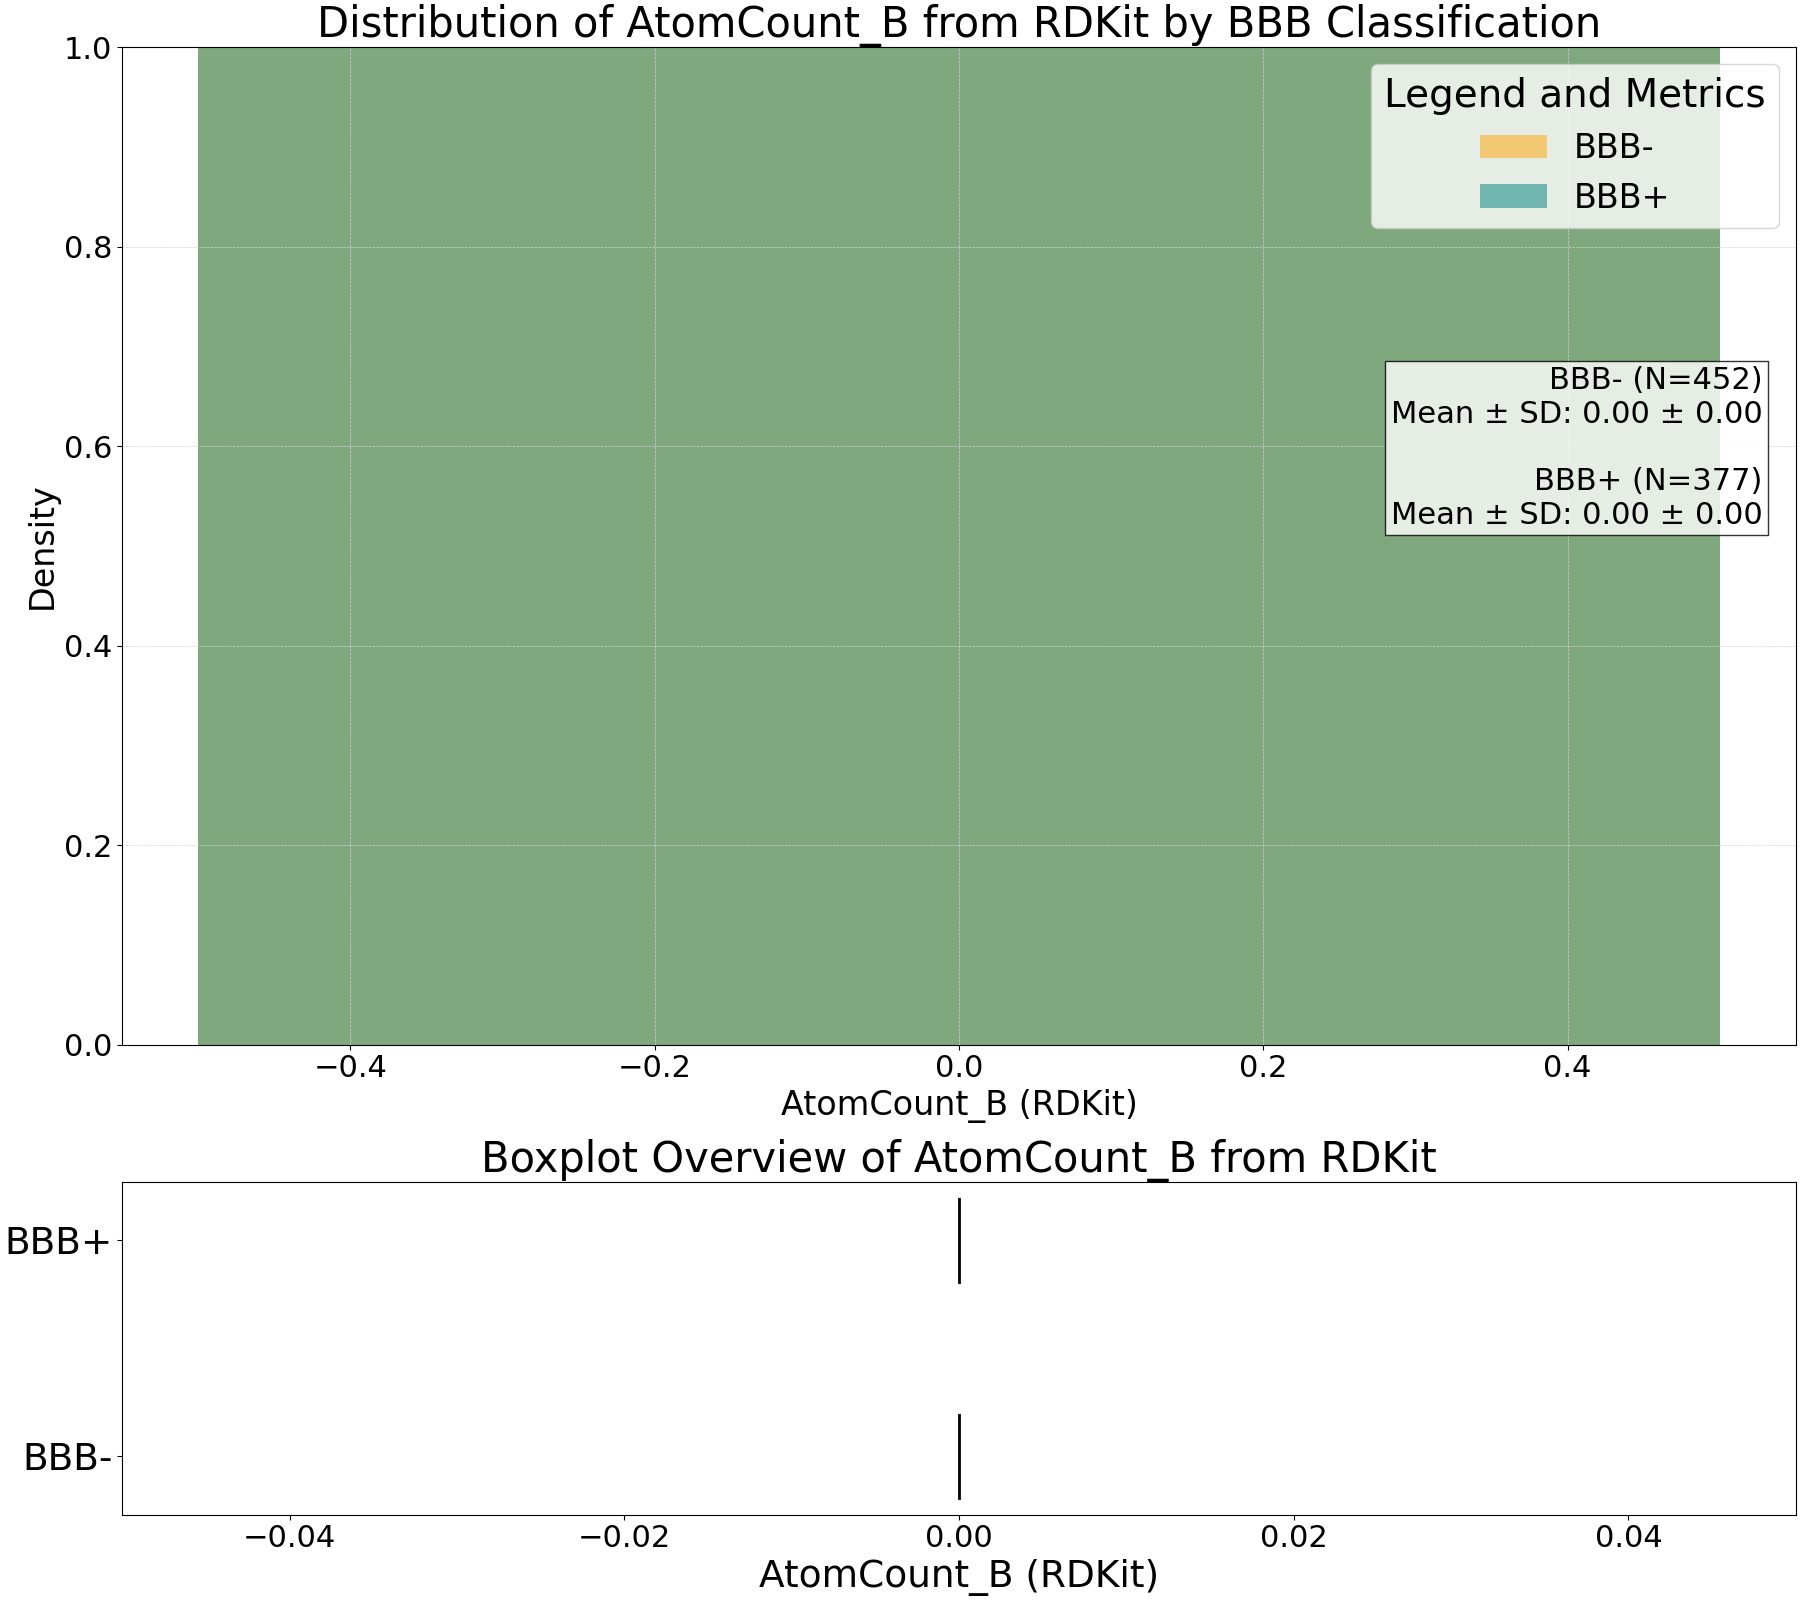 Distribution of AtomCount_B from RDKit by BBB Classification
1.0
0.8
0.6
0.4
0.2
0.0
Density
Legend and Metrics
BBB-
BBB+
BBB- (N=452)
Mean ± SD: 0.00 ± 0.00
BBB+ (N=377)
Mean ± SD: 0.00 ± 0.00
−0.4 −0.2 0.0 0.2 0.4
AtomCount_B (RDKit)
Boxplot Overview of AtomCount_B from RDKit
BBB+
BBB-
−0.04 −0.02 0.00 0.02 0.04
AtomCount_B (RDKit)